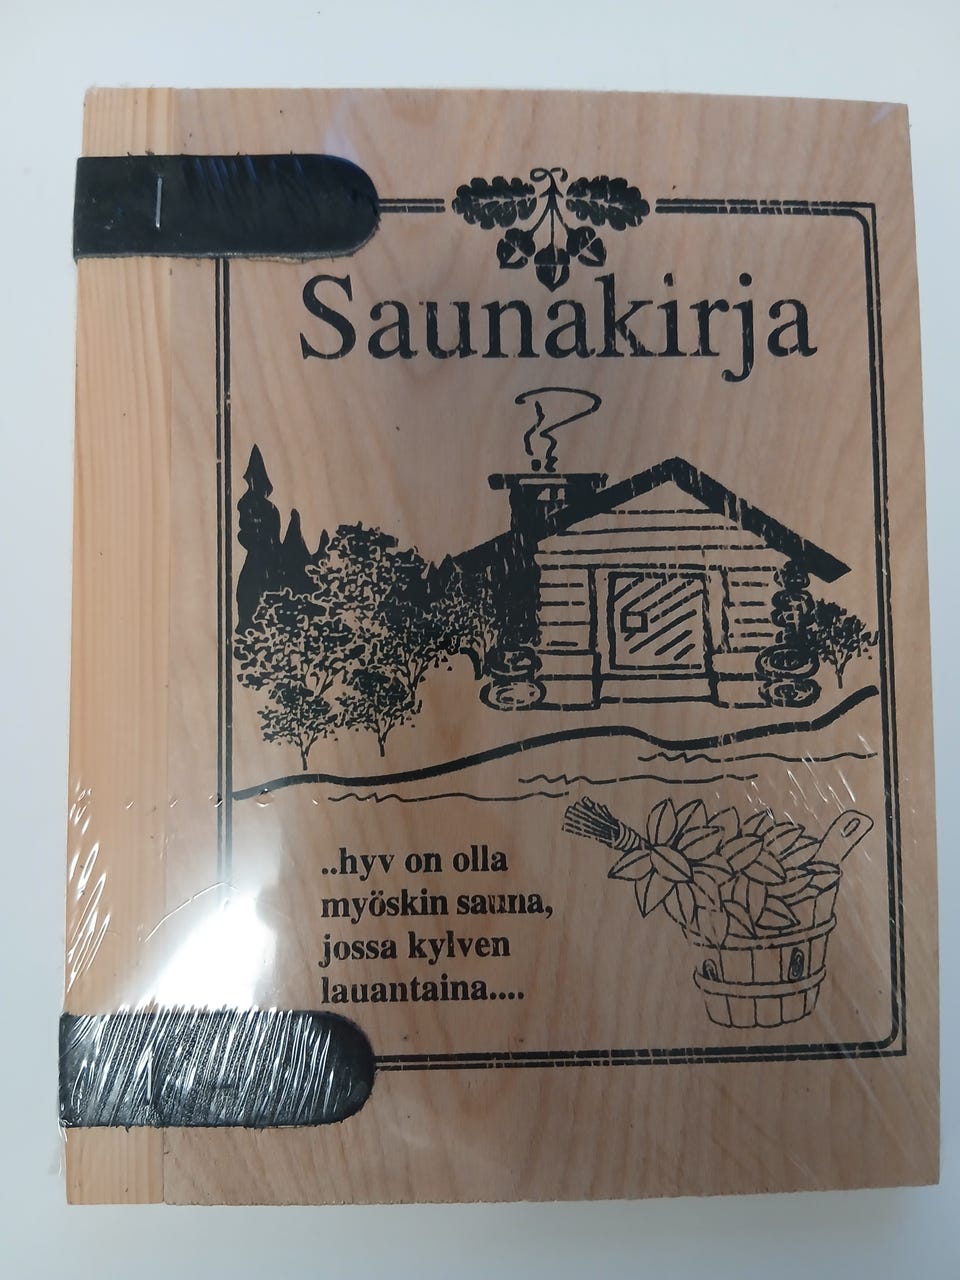 Saunakirja
..hyv on olla
myöskin sauna,
jossa kylven
lauantaina....